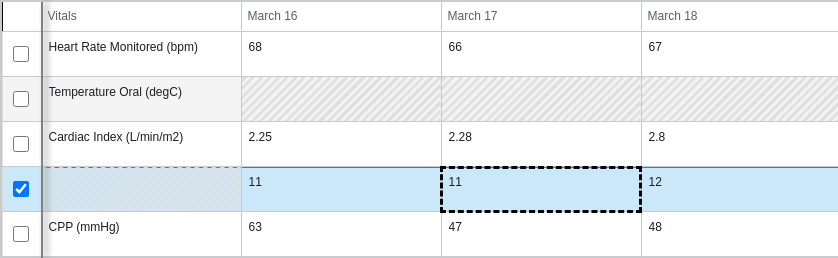 Vitals March 16 March 17 March 18
Heart Rate Monitored (bpm) 68 66 67
Temperature Oral (degC)
Cardiac Index (L/min/m2) 2.25 2.28 2.8
11 11 12
CPP (mmHg) 63 47 48